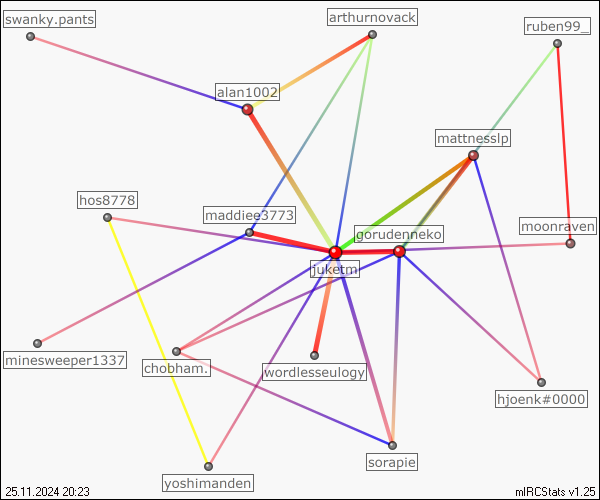 swanky.pants
arthurnovack
ruben99_
alan1002
mattnesslp
hos8778
maddiee3773
moonraven
gorudenneko
juketm
minesweeper1337
chobham.
wordlesseulogy
hjoenk#0000
sorapie
yoshimanden
25.11.2024 20:23
mIRCStats v1.25